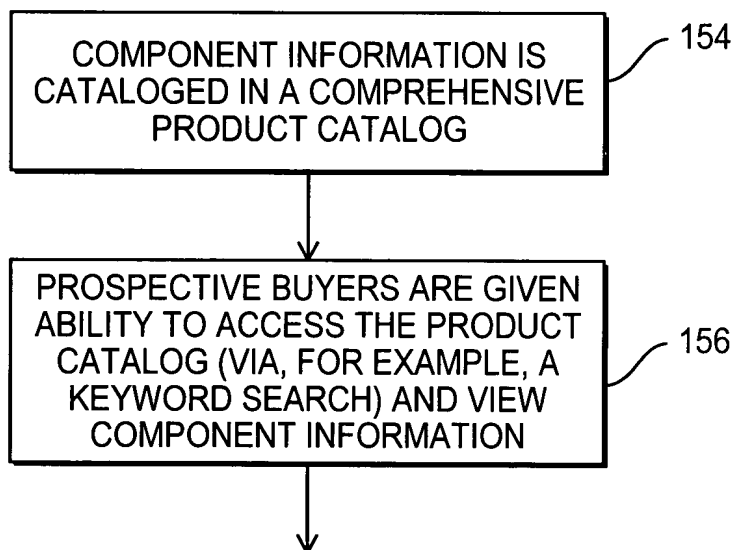 COMPONENT INFORMATION IS
CATALOGED IN A COMPREHENSIVE
PRODUCT CATALOG
154
PROSPECTIVE BUYERS ARE GIVEN
ABILITY TO ACCESS THE PRODUCT
CATALOG (VIA, FOR EXAMPLE, A
KEYWORD SEARCH) AND VIEW
COMPONENT INFORMATION
156